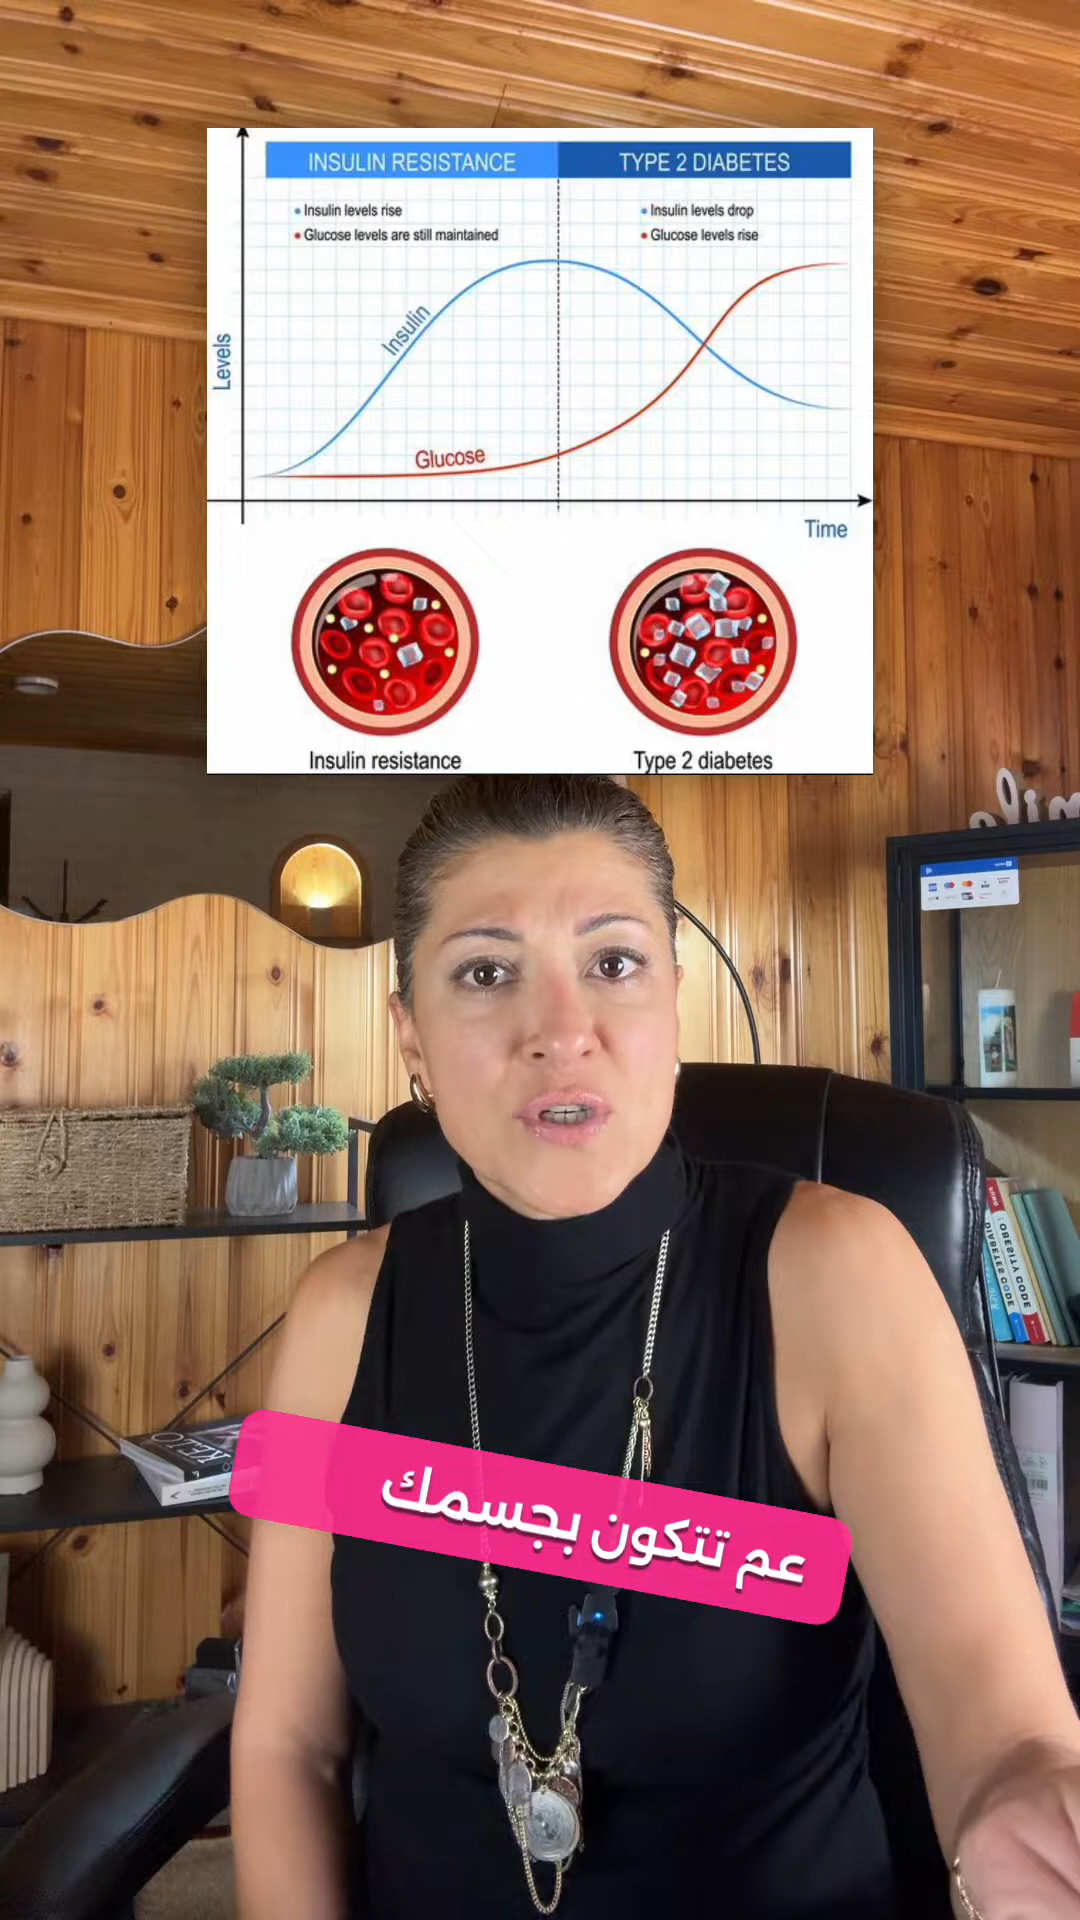 INSULIN RESISTANCE
TYPE 2 DIABETES
Insulin levels rise
Glucose levels are still maintained
Insulin levels drop
Glucose levels rise
Insulin
Levels
Glucose
Time
Insulin resistance
Type 2 diabetes
OBESITY CODE
DIABETES CODE
KETO
عم تتكون بجسمك